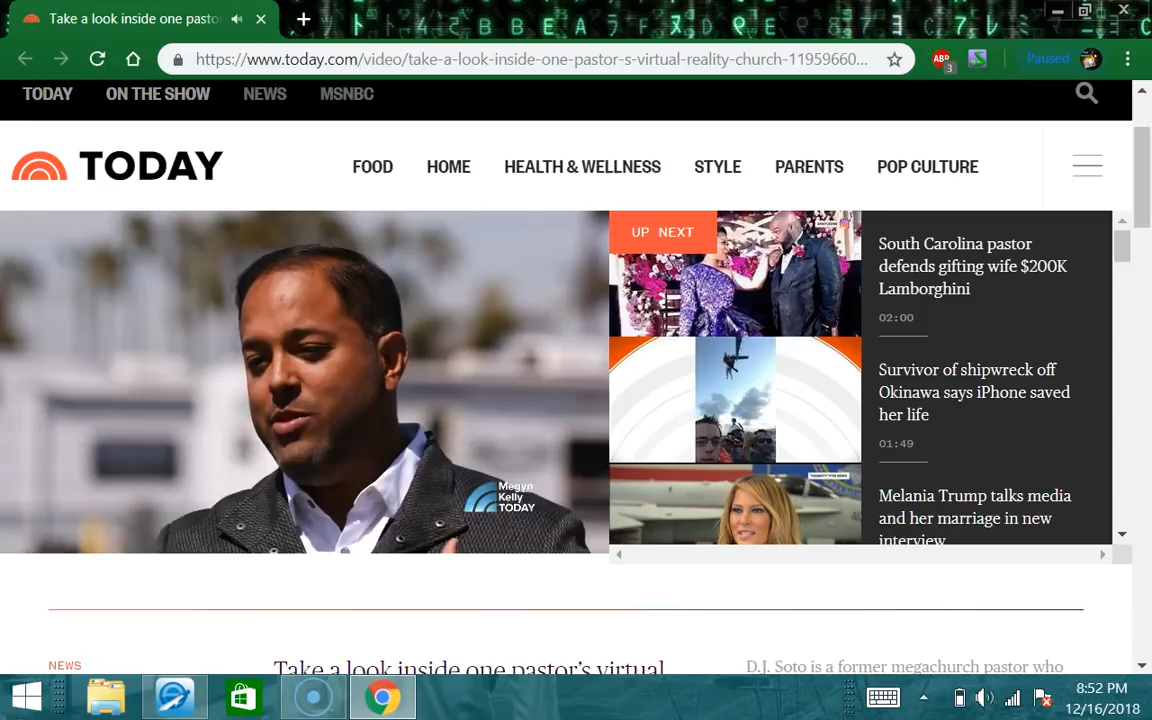 Take a look inside one pasto
https://www.today.com/video/take-a-look-inside-one-pastor-s-virtual-reality-church-11959660...
ABP
3
Paused
TODAY
ON THE SHOW
NEWS
MSNBC
TODAY
FOOD
HOME
HEALTH & WELLNESS
STYLE
PARENTS
POP CULTURE
Megyn
Kelly
TODAY
UP NEXT
South Carolina pastor
defends gifting wife $200K
Lamborghini
02:00
Survivor of shipwreck off
Okinawa says iPhone saved
her life
01:49
Melania Trump talks media
and her marriage in new
interview
NEWS
Take a look inside one pastor's virtual
D.J. Soto is a former megachurch pastor who
8:52 PM
12/16/2018